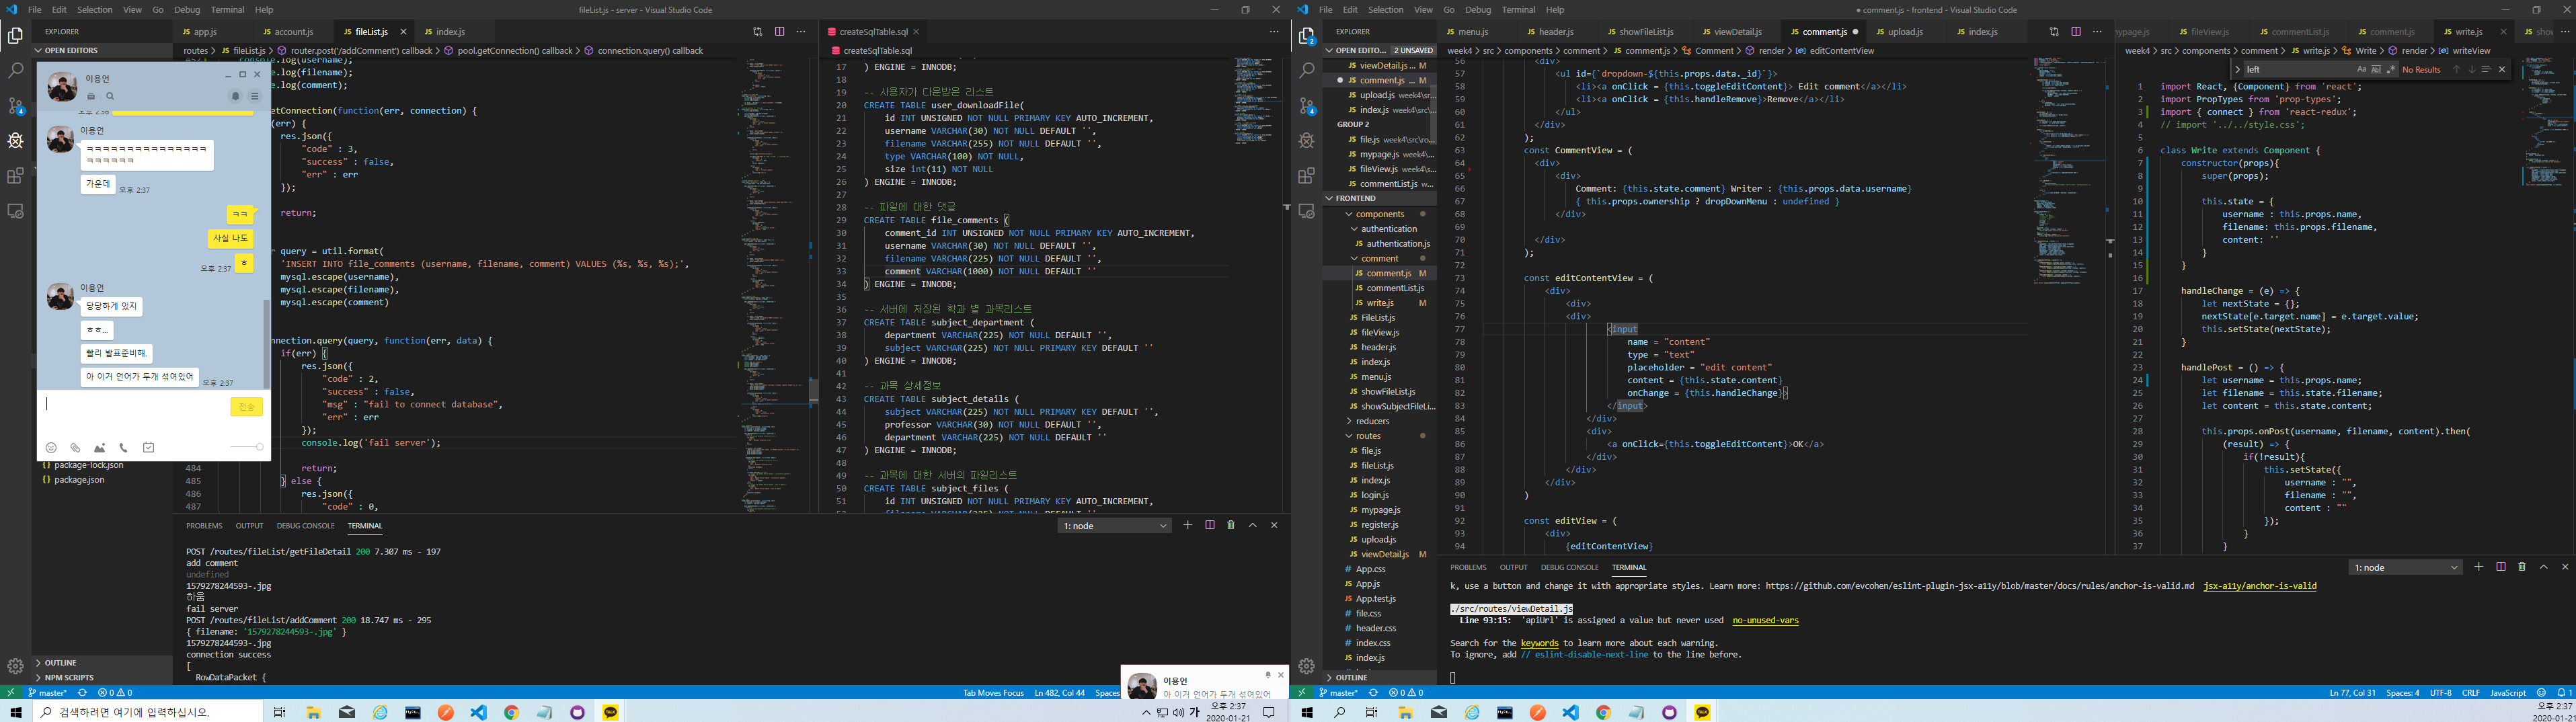 File Edit Selection View Go Debug Terminal Help
fileList.js - server - Visual Studio Code
EXPLORER
OPEN EDITORS
app.js
account.js
fileList.js
index.js
routes > fileList.js > router.post('/addComment') callback > pool.getConnection() callback > connection.query() callback
이용언
이용언
ㅋㅋㅋㅋㅋㅋㅋㅋㅋㅋㅋㅋㅋㅋㅋ
ㅋㅋㅋㅋㅋㅋ
가운데
오후 2:37
ㅋㅋ
사실 나도
오후 2:37
ㅎ
이용언
당당하게 있지
ㅎㅎ...
빨리 발표준비해.
아 이거 언어가 두개 섞여있어
오후 2:37
전송
package-lock.json
package.json
OUTLINE
NPM SCRIPTS
.log(username);
.log(filename);
.log(comment);
etConnection(function(err, connection) {
(err) {
res.json({
"code" : 3,
"success" : false,
"err" : err
});
return;
r query = util.format(
'INSERT INTO file_comments (username, filename, comment) VALUES (%s, %s, %s);',
mysql.escape(username),
mysql.escape(filename),
mysql.escape(comment)
nnection.query(query, function(err, data) {
if(err) {
res.json({
"code" : 2,
"success" : false,
"msg" : "fail to connect database",
"err" : err
});
console.log('fail server');
484 return;
485 } else {
486 res.json({
487 "code" : 0,
createSqlTable.sql
createSqlTable.sql
17 ) ENGINE = INNODB;
18
19 -- 사용자가 다운받은 리스트
20 CREATE TABLE user_downloadFile(
21 id INT UNSIGNED NOT NULL PRIMARY KEY AUTO_INCREMENT,
22 username VARCHAR(30) NOT NULL DEFAULT '',
23 filename VARCHAR(255) NOT NULL DEFAULT '',
24 type VARCHAR(100) NOT NULL,
25 size int(11) NOT NULL
26 ) ENGINE = INNODB;
27
28 -- 파일에 대한 댓글
29 CREATE TABLE file_comments (
30 comment_id INT UNSIGNED NOT NULL PRIMARY KEY AUTO_INCREMENT,
31 username VARCHAR(30) NOT NULL DEFAULT '',
32 filename VARCHAR(225) NOT NULL DEFAULT '',
33 comment VARCHAR(1000) NOT NULL DEFAULT ''
34 ) ENGINE = INNODB;
35
36 -- 서버에 저장된 학과 별 과목리스트
37 CREATE TABLE subject_department (
38 department VARCHAR(225) NOT NULL DEFAULT '',
39 subject VARCHAR(225) NOT NULL PRIMARY KEY DEFAULT ''
40 ) ENGINE = INNODB;
41
42 -- 과목 상세정보
43 CREATE TABLE subject_details (
44 subject VARCHAR(225) NOT NULL PRIMARY KEY DEFAULT '',
45 professor VARCHAR(30) NOT NULL DEFAULT '',
46 department VARCHAR(225) NOT NULL DEFAULT ''
47 ) ENGINE = INNODB;
48
49 -- 과목에 대한 서버의 파일리스트
50 CREATE TABLE subject_files (
51 id INT UNSIGNED NOT NULL PRIMARY KEY AUTO_INCREMENT,
PROBLEMS OUTPUT DEBUG CONSOLE TERMINAL
1: node
POST /routes/fileList/getFileDetail 200 7.307 ms - 197
add comment
undefined
1579278244593-.jpg
하움
fail server
POST /routes/fileList/addComment 200 18.747 ms - 295
{ filename: '1579278244593-.jpg' }
1579278244593-.jpg
connection success
[
RowDataPacket {
이용언
아 이거 언어가 두개 섞여있어
master* 0 0
Tab Moves Focus Ln 482, Col 44 Spaces
검색하려면 여기에 입력하십시오.
가
오후 2:37
2020-01-21
File Edit Selection View Go Debug Terminal Help
● comment.js - frontend - Visual Studio Code
EXPLORER
OPEN EDITO... 2 UNSAVED
viewDetail.js ... M
comment.js ... M
upload.js week4\sr...
index.js week4\src\...
GROUP 2
file.js week4\src\ro...
mypage.js week4\...
fileView.js week4\s...
commentList.js w...
FRONTEND
components
authentication
authentication.js
comment
comment.js M
commentList.js
write.js M
FileList.js
fileView.js
header.js
index.js
menu.js
showFileList.js
showSubjectFileLi...
reducers
routes
file.js
fileList.js
index.js
login.js
mypage.js
register.js
upload.js
viewDetail.js M
App.css
App.js
App.test.js
file.css
header.css
index.css
index.js
OUTLINE
menu.js
header.js
showFileList.js
viewDetail.js
comment.js
upload.js
index.js
week4 > src > components > comment > comment.js > Comment > render > editContentView
56 <div>
57 <ul id={`dropdown-${this.props.data._id}`}>
58 <li><a onClick = {this.toggleEditContent}> Edit comment</a></li>
59 <li><a onClick = {this.handleRemove}>Remove</a></li>
60 </ul>
61 </div>
62 );
63 const CommentView = (
64 <div>
65 <div>
66 Comment: {this.state.comment} Writer : {this.props.data.username}
67 { this.props.ownership ? dropDownMenu : undefined }
68 </div>
69
70 </div>
71 );
72
73 const editContentView = (
74 <div>
75 <div>
76 <div>
77 <input
78 name = "content"
79 type = "text"
80 placeholder = "edit content"
81 content = {this.state.content}
82 onChange = {this.handleChange}>
83 </input>
84 </div>
85 <div>
86 <a onClick={this.toggleEditContent}>OK</a>
87 </div>
88 </div>
89 </div>
90 )
91
92 const editView = (
93 <div>
94 {editContentView}
mypage.js
fileView.js
commentList.js
comment.js
write.js
week4 > src > components > comment > write.js > Write > render > writeView
left
Aa
No Results
1 import React, {Component} from 'react';
2 import PropTypes from 'prop-types';
3 import { connect } from 'react-redux';
4 // import '../../style.css';
5
6 class Write extends Component {
7 constructor(props){
8 super(props);
9
10 this.state = {
11 username : this.props.name,
12 filename: this.props.filename,
13 content: ''
14 }
15 }
16
17 handleChange = (e) => {
18 let nextState = {};
19 nextState[e.target.name] = e.target.value;
20 this.setState(nextState);
21 }
22
23 handlePost = () => {
24 let username = this.props.name;
25 let filename = this.state.filename;
26 let content = this.state.content;
27
28 this.props.onPost(username, filename, content).then(
29 (result) => {
30 if(!result){
31 this.setState({
32 username : "",
33 filename : "",
34 content : ""
35 });
36 }
37 }
PROBLEMS OUTPUT DEBUG CONSOLE TERMINAL
1: node
k, use a button and change it with appropriate styles. Learn more: https://github.com/evcohen/eslint-plugin-jsx-a11y/blob/master/docs/rules/anchor-is-valid.md jsx-a11y/anchor-is-valid
./src/routes/viewDetail.js
Line 93:15: 'apiUrl' is assigned a value but never used no-unused-vars
Search for the keywords to learn more about each warning.
To ignore, add // eslint-disable-next-line to the line before.
master* 0 0
Ln 77, Col 31 Spaces: 4 UTF-8 CRLF JavaScript 1
오후 2:37
2020-01-2